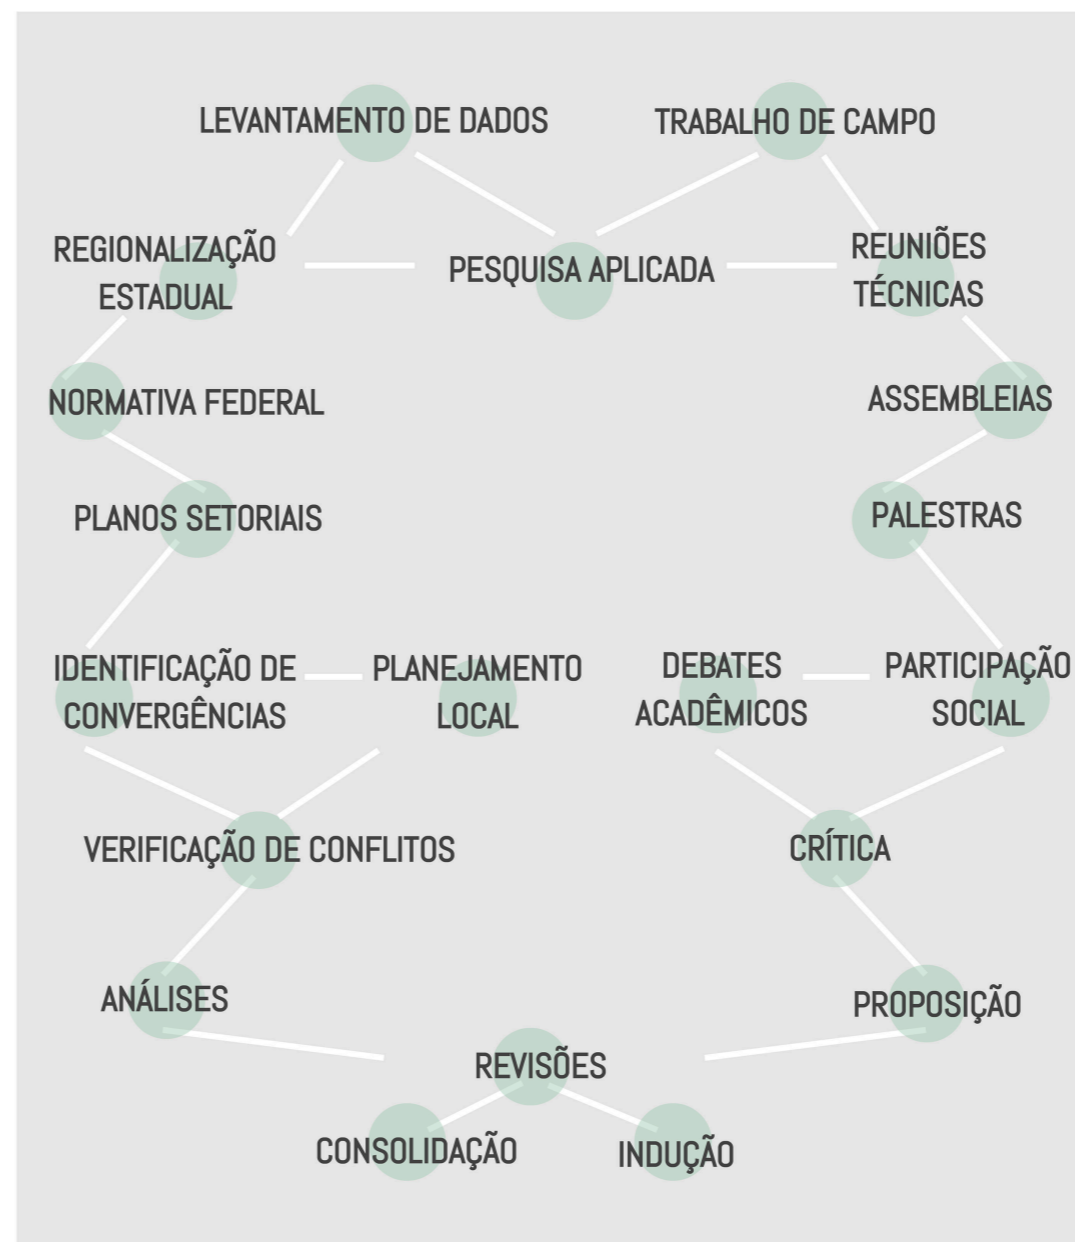 LEVANTAMENTO DE DADOS
TRABALHO DE CAMPO
REGIONALIZAÇÃO
ESTADUAL
PESQUISA APLICADA
REUNIÕES
TÉCNICAS
NORMATIVA FEDERAL
ASSEMBLEIAS
PLANOS SETORIAIS
PALESTRAS
IDENTIFICAÇÃO DE
CONVERGÊNCIAS
PLANEJAMENTO
LOCAL
DEBATES
ACADÊMICOS
PARTICIPAÇÃO
SOCIAL
VERIFICAÇÃO DE CONFLITOS
CRÍTICA
ANÁLISES
PROPOSIÇÃO
REVISÕES
CONSOLIDAÇÃO
INDUÇÃO